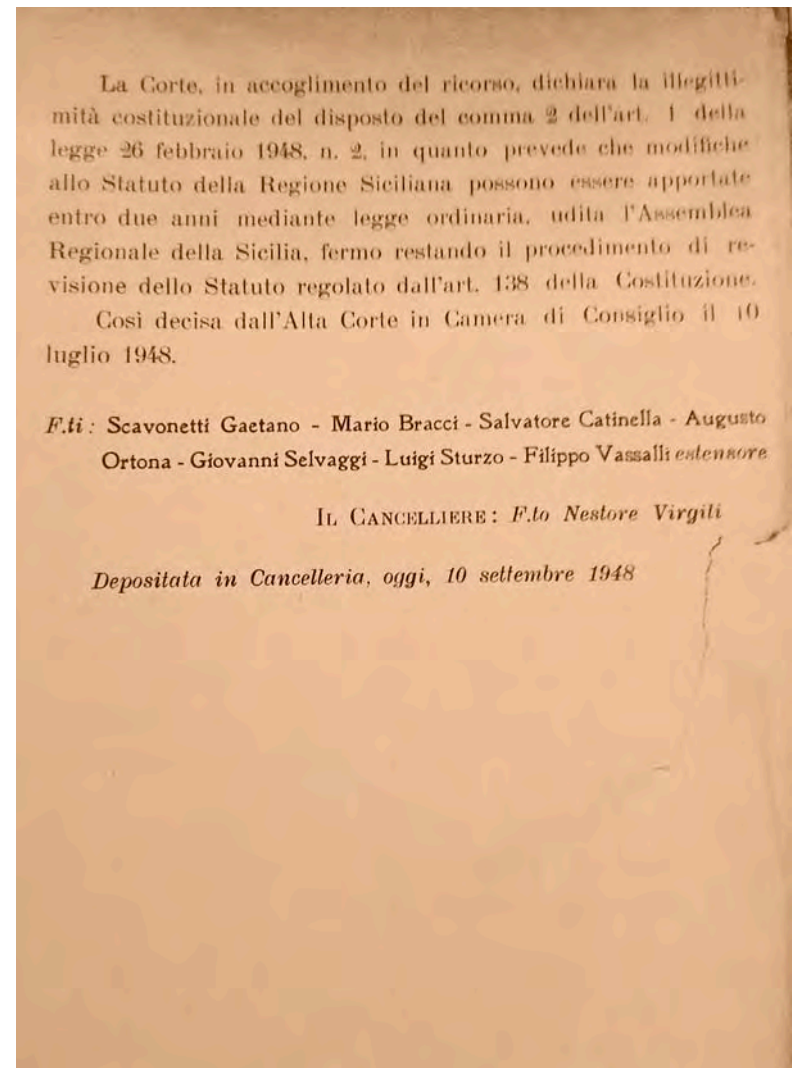 La Corte, in accoglimento del ricorso, dichiara la illegitti-
mità costituzionale del disposto del comma 2 dell'art. 1 della
legge 26 febbraio 1948, n. 2, in quanto prevede che modifiche
allo Statuto della Regione Siciliana possono essere apportate
entro due anni mediante legge ordinaria, udita l'Assemblea
Regionale della Sicilia, fermo restando il procedimento di re-
visione dello Statuto regolato dall'art. 138 della Costituzione.
Così decisa dall'Alta Corte in Camera di Consiglio il 10
luglio 1948.
F.ti : Scavonetti Gaetano - Mario Bracci - Salvatore Catinella - Augusto
Ortona - Giovanni Selvaggi - Luigi Sturzo - Filippo Vassalli estensore
IL CANCELLIERE : F.to Nestore Virgili
Depositata in Cancelleria, oggi, 10 settembre 1948